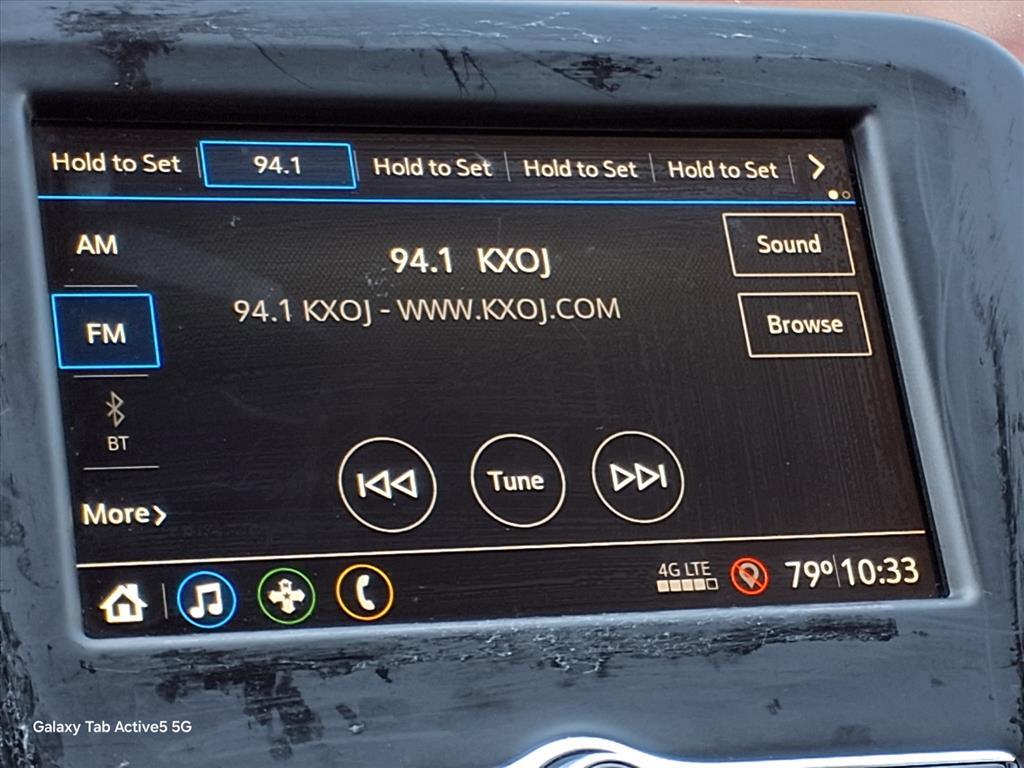 Hold to Set 94.1 Hold to Set Hold to Set Hold to Set >
AM
94.1 KXOJ
Sound
94.1 KXOJ - WWW.KXOJ.COM
FM
Browse
BT
Tune
More >
4G LTE
79° 10:33
Galaxy Tab Active5 5G